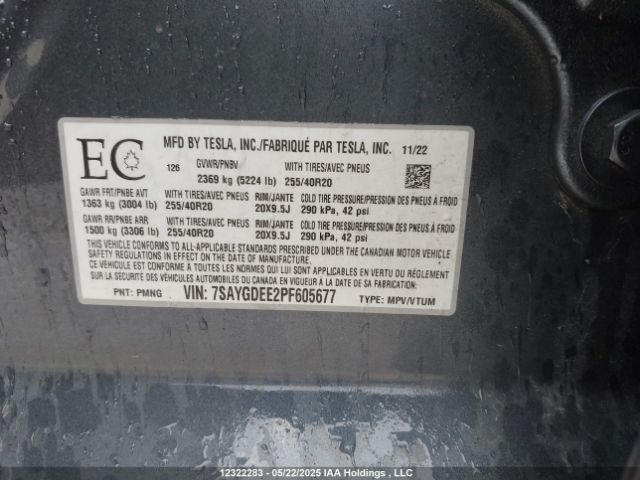 EC
MFD BY TESLA, INC./FABRIQUÉ PAR TESLA, INC. 11/22
126 GVWR/PNBV WITH TIRES/AVEC PNEUS
2369 kg (5224 lb) 255/40R20
GAWR FRT/PNBE AVT WITH TIRES/AVEC PNEUS RIM/JANTE COLD TIRE PRESSURE/PRESSION DES PNEUS À FROID
1363 kg (3004 lb) 255/40R20 20X9.5J 290 kPa, 42 psi
GAWR RR/PNBE ARR WITH TIRES/AVEC PNEUS RIM/JANTE COLD TIRE PRESSURE/PRESSION DES PNEUS À FROID
1500 kg (3306 lb) 255/40R20 20X9.5J 290 kPa, 42 psi
THIS VEHICLE CONFORMS TO ALL APPLICABLE STANDARDS PRESCRIBED UNDER THE CANADIAN MOTOR VEHICLE
SAFETY REGULATIONS IN EFFECT ON THE DATE OF MANUFACTURE
CE VÉHICULE EST CONFORME À TOUTES LES NORMES QUI LUI SONT APPLICABLES EN VERTU DU RÈGLEMENT
SUR LA SÉCURITÉ DES VÉHICULES AUTOMOBILES DU CANADA EN VIGUEUR À LA DATE DE SA FABRICATION
PNT: PMNG VIN: 7SAYGDEE2PF605677 TYPE: MPV/VTUM
12322283 - 05/22/2025 IAA Holdings , LLC